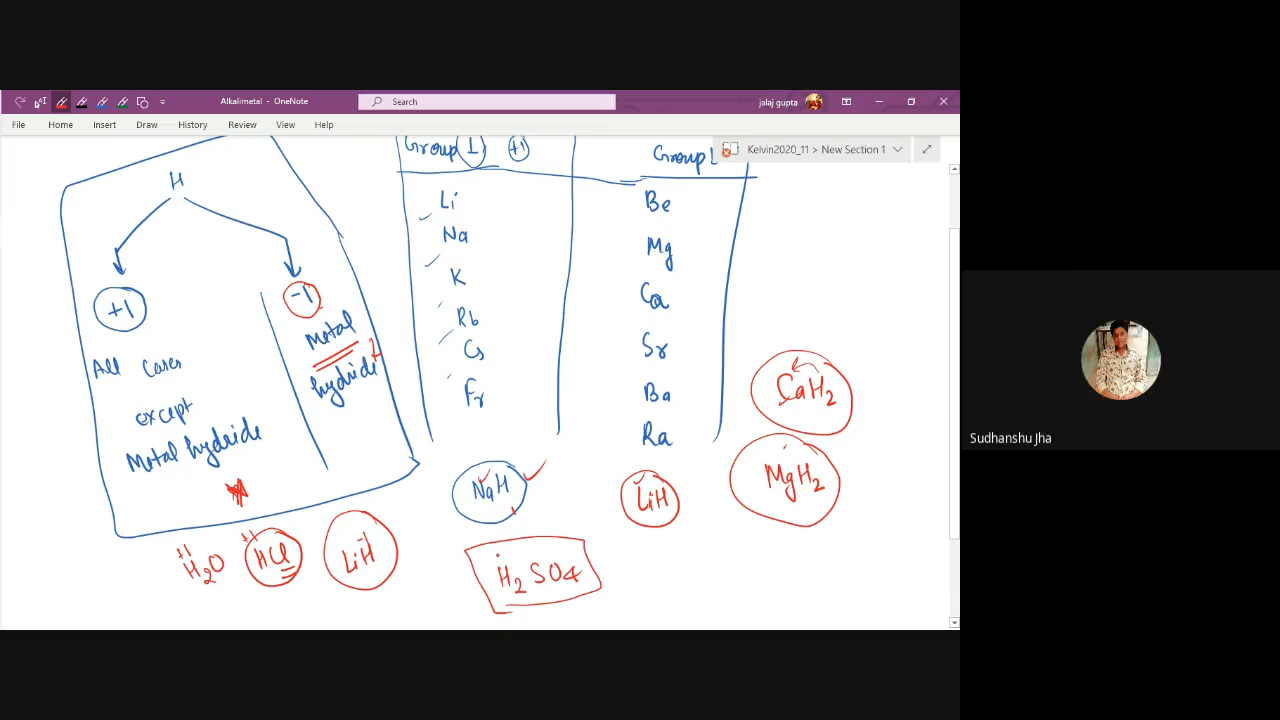 Alkalimetal - OneNote
Search
jalaj gupta
File Home Insert Draw History Review View Help
Kelvin2020_11 > New Section 1
H
+1
-1
All Cases
except
Metal hydride
Metal
hydride
Group 1 +1
Li
Na
K
Rb
Cs
Fr
Group
Be
Mg
Ca
Sr
Ba
Ra
CaH2
MgH2
NaH
LiH
+1
H2O
+1
HCl
LiH
H2SO4
Sudhanshu Jha